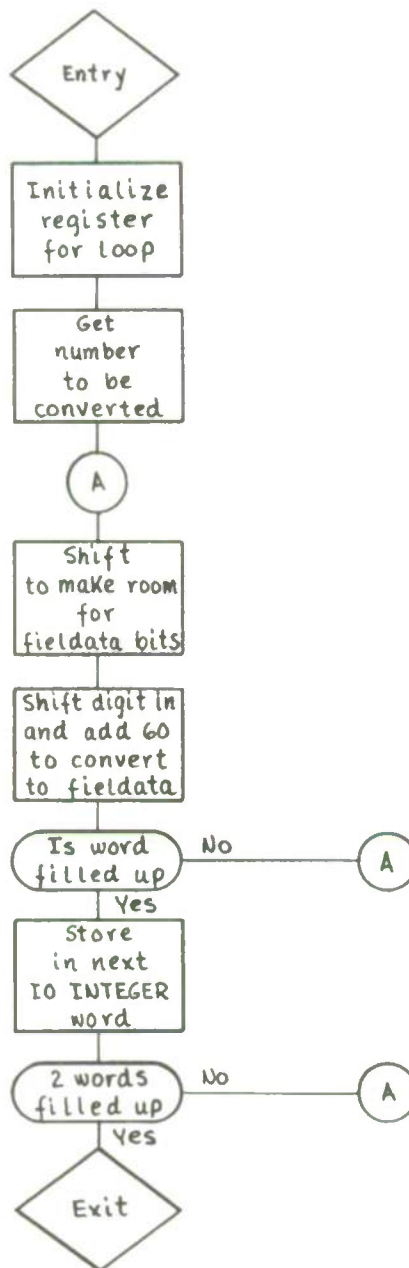 Entry
Initialize
register
for loop
Get
number
to be
converted
A
Shift
to make room
for
fieldata bits
Shift digit in
and add 60
to convert
to fieldata
Is word
filled up
No
A
Yes
Store
in next
IO INTEGER
word
2 words
filled up
No
A
Yes
Exit